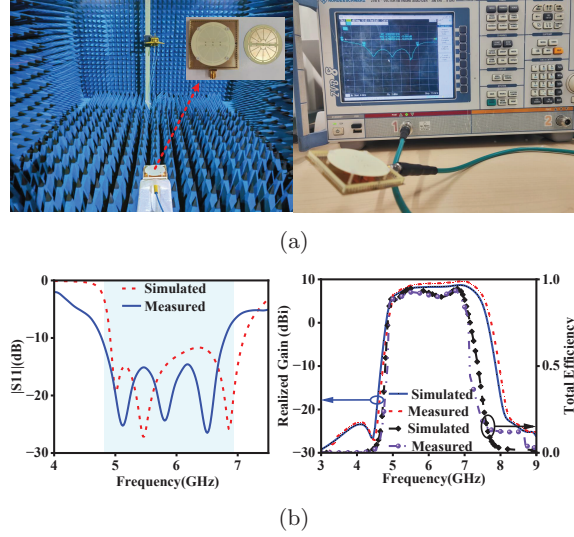 1
2
(a)
0
-10
-20
-30
|S11|(dB)
Simulated
Measured
4
5
6
7
Frequency(GHz)
10
0
-10
-20
-30
Realized Gain (dBi)
Simulated
Measured
Simulated
Measured
1.0
0.5
0.0
Total Efficiency
3
4
5
6
7
8
9
Frequency(GHz)
(b)